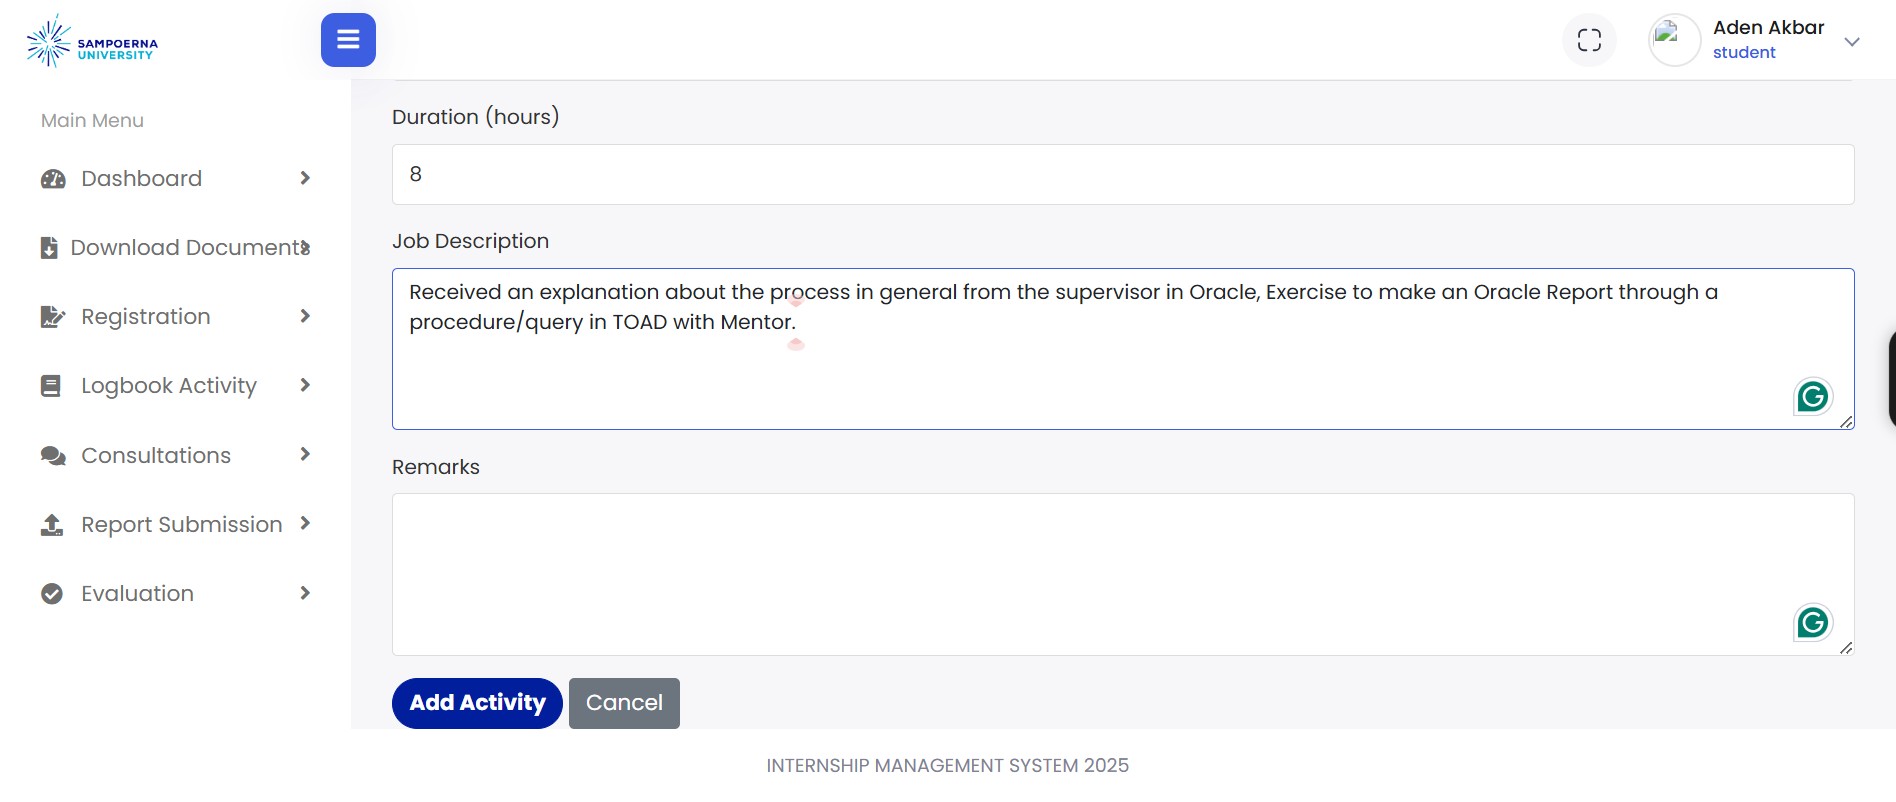 SAMPOERNA
UNIVERSITY
Aden Akbar
student
Main Menu
Dashboard
Download Documents
Registration
Logbook Activity
Consultations
Report Submission
Evaluation
Duration (hours)
8
Job Description
Received an explanation about the process in general from the supervisor in Oracle, Exercise to make an Oracle Report through a
procedure/query in TOAD with Mentor.
Remarks
Add Activity
Cancel
INTERNSHIP MANAGEMENT SYSTEM 2025